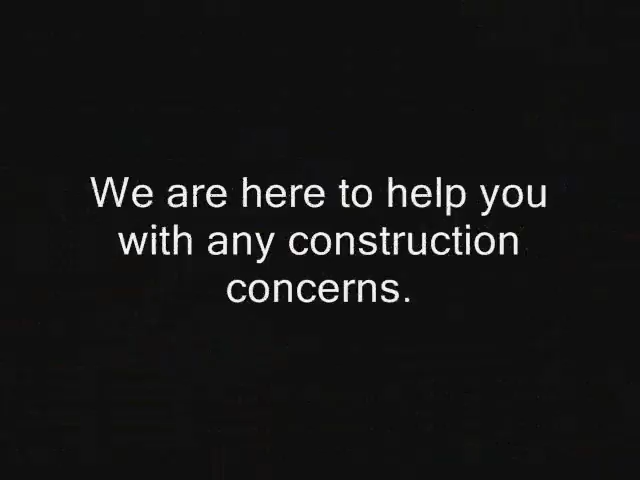 We are here to help you
with any construction
concerns.